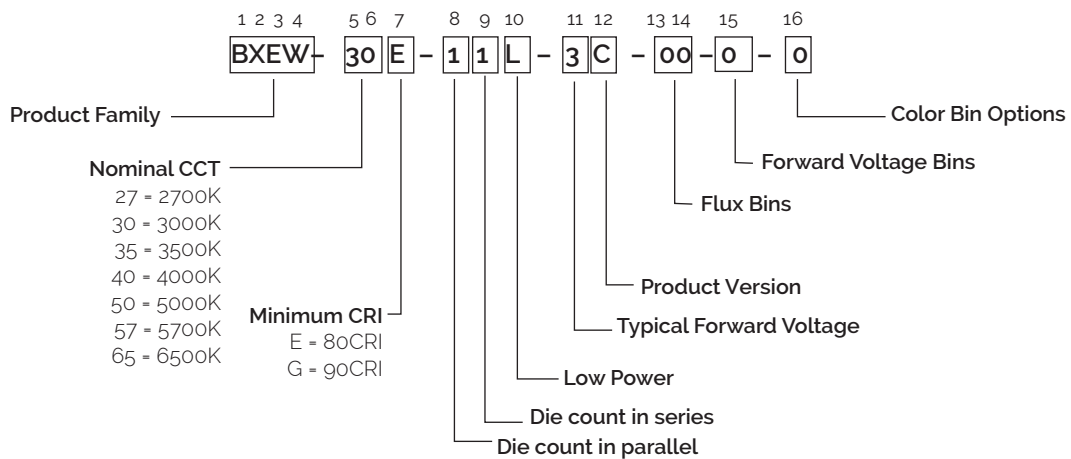 1 2 3 4 5 6 7 8 9 10 11 12 13 14 15 16
BXEW– 30 E – 1 1 L – 3 C – 00 – 0 – 0
Product Family
Color Bin Options
Nominal CCT
27 = 2700K
30 = 3000K
35 = 3500K
40 = 4000K
50 = 5000K
57 = 5700K
65 = 6500K
Forward Voltage Bins
Flux Bins
Product Version
Minimum CRI
E = 80CRI
G = 90CRI
Typical Forward Voltage
Low Power
Die count in series
Die count in parallel